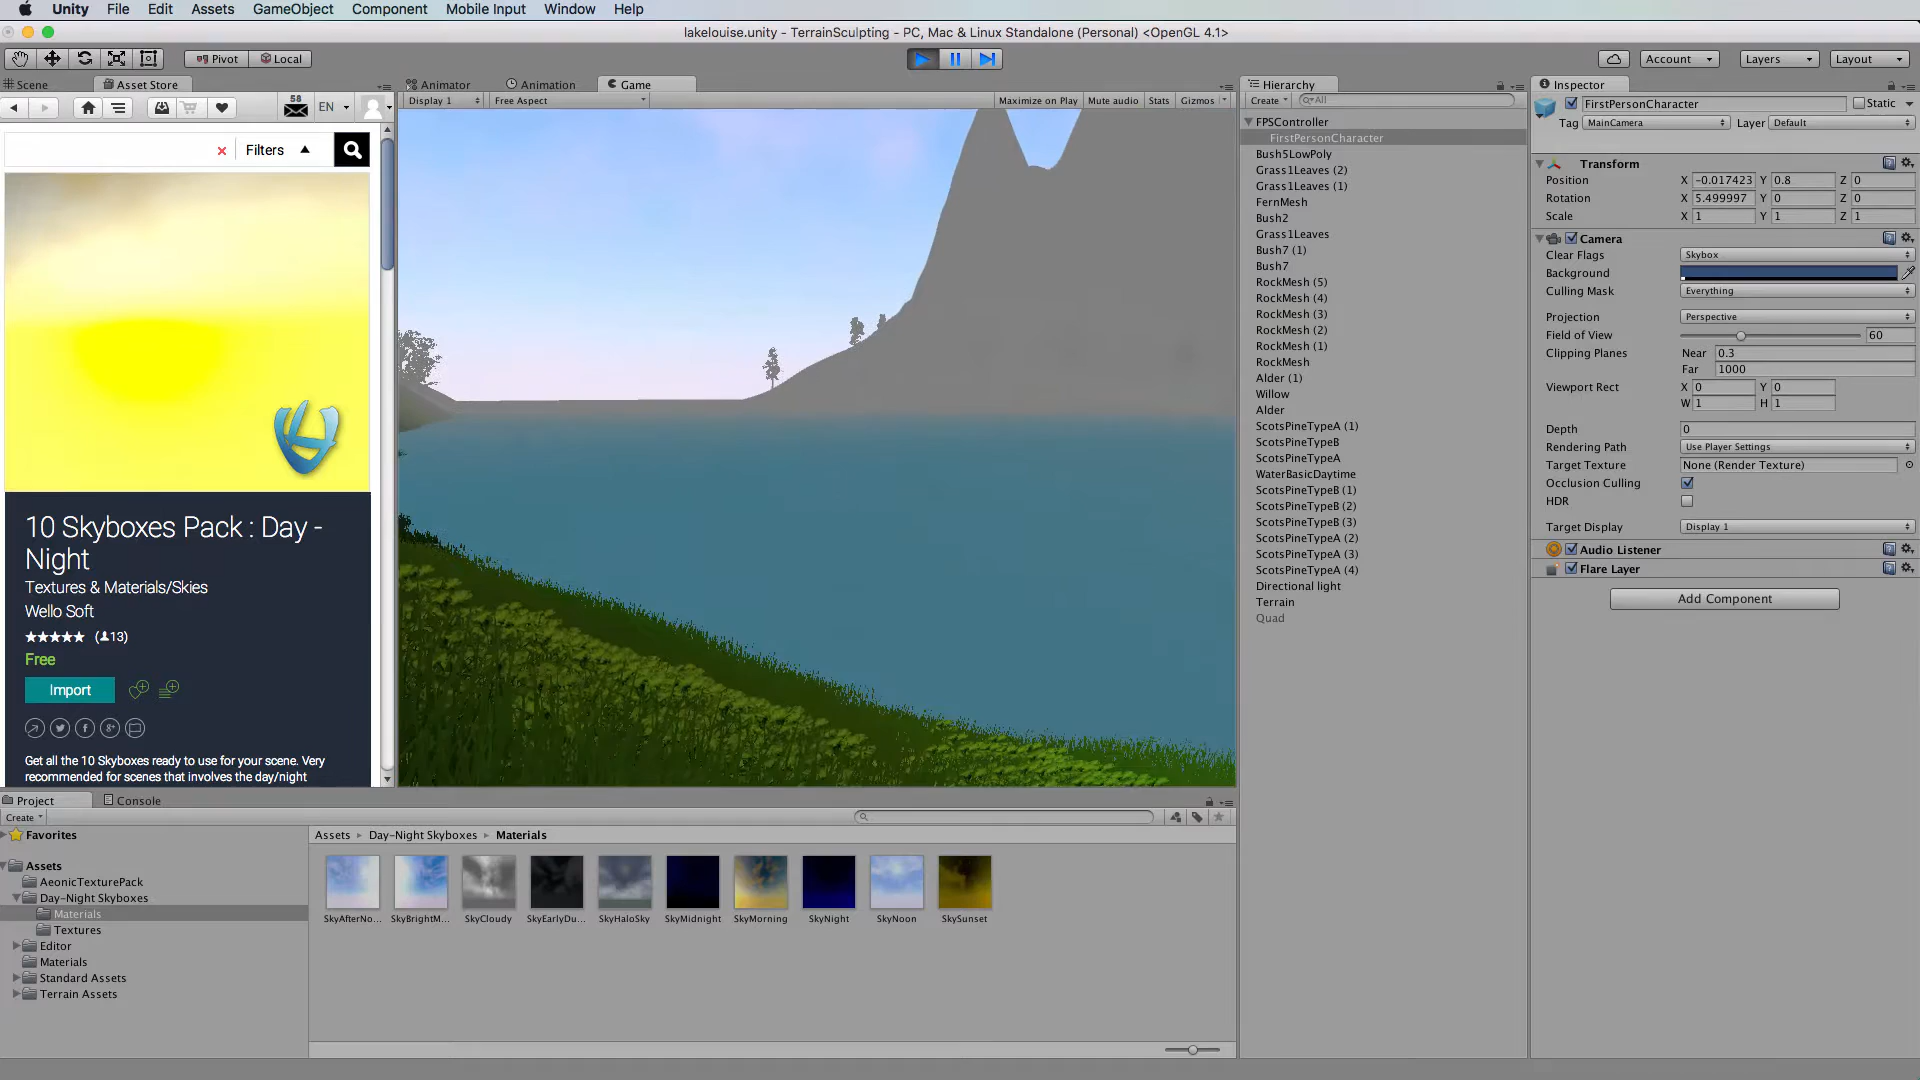 Unity File Edit Assets GameObject Component Mobile Input Window Help
lakelouise.unity - TerrainSculpting - PC, Mac & Linux Standalone (Personal) <OpenGL 4.1>
Pivot Local Account Layers Layout
Scene Asset Store
58 EN
Filters
10 Skyboxes Pack : Day -
Night
Textures & Materials/Skies
Wello Soft
(13)
Free
Import
Get all the 10 Skyboxes ready to use for your scene. Very
recommended for scenes that involves the day/night
Animator Animation Game
Display 1 Free Aspect Maximize on Play Mute audio Stats Gizmos
Hierarchy
Create All
FPSController
FirstPersonCharacter
Bush5LowPoly
Grass1Leaves (2)
Grass1Leaves (1)
FernMesh
Bush2
Grass1Leaves
Bush7 (1)
Bush7
RockMesh (5)
RockMesh (4)
RockMesh (3)
RockMesh (2)
RockMesh (1)
RockMesh
Alder (1)
Willow
Alder
ScotsPineTypeA (1)
ScotsPineTypeB
ScotsPineTypeA
WaterBasicDaytime
ScotsPineTypeB (1)
ScotsPineTypeB (2)
ScotsPineTypeB (3)
ScotsPineTypeA (2)
ScotsPineTypeA (3)
ScotsPineTypeA (4)
Directional light
Terrain
Quad
Inspector
FirstPersonCharacter Static
Tag MainCamera Layer Default
Transform
Position X -0.017423 Y 0.8 Z 0
Rotation X 5.499997 Y 0 Z 0
Scale X 1 Y 1 Z 1
Camera
Clear Flags Skybox
Background
Culling Mask Everything
Projection Perspective
Field of View 60
Clipping Planes Near 0.3
Far 1000
Viewport Rect X 0 Y 0
W 1 H 1
Depth 0
Rendering Path Use Player Settings
Target Texture None (Render Texture)
Occlusion Culling
HDR
Target Display Display 1
Audio Listener
Flare Layer
Add Component
Project Console
Create
Favorites
Assets
AeonicTexturePack
Day-Night Skyboxes
Materials
Textures
Editor
Materials
Standard Assets
Terrain Assets
Assets Day-Night Skyboxes Materials
SkyAfterNo... SkyBrightM... SkyCloudy SkyEarlyDu... SkyHaloSky SkyMidnight SkyMorning SkyNight SkyNoon SkySunset